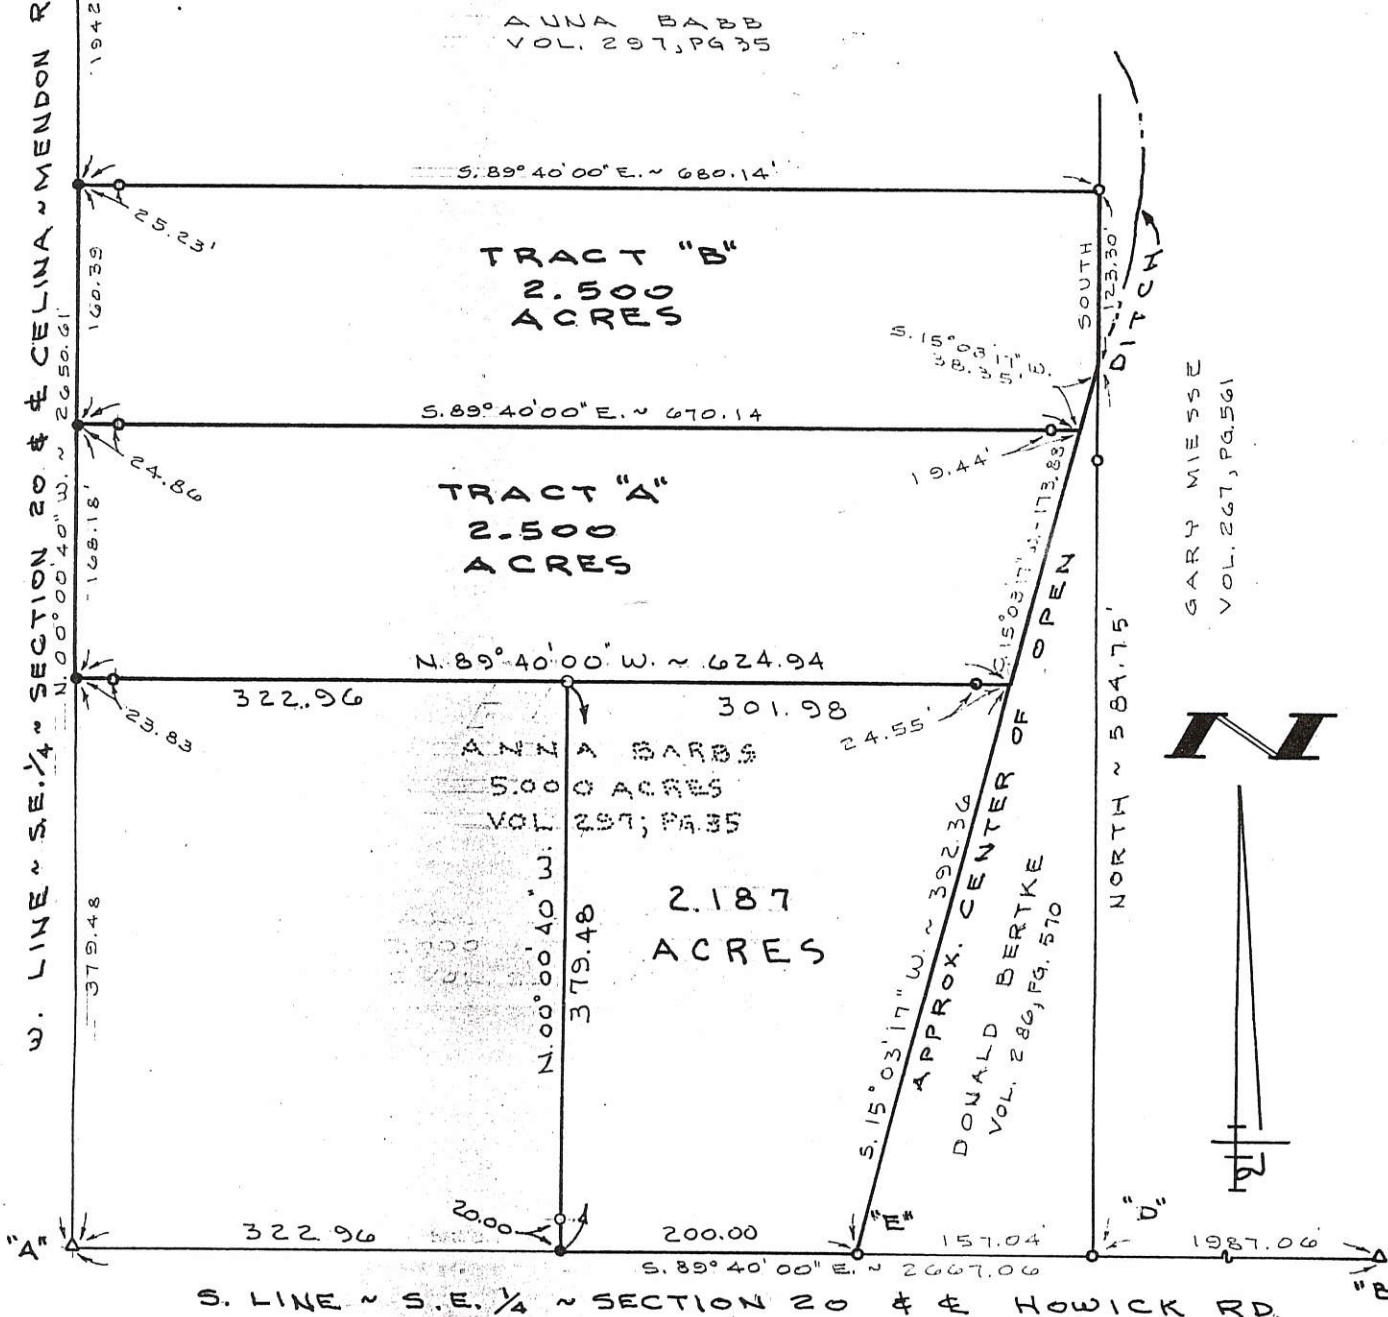 ANNA BABB
VOL. 297, PG 35
1942
W. LINE ~ S.E. 1/4 ~ SECTION 20 & ℄ CELINA ~ MENDON R
N. 00° 00' 40" W. ~ 2650.61'
S. 89° 40' 00" E. ~ 680.14'
25.23'
160.39
TRACT "B"
2.500
ACRES
SOUTH
123.30'
DITCH
S. 15° 03' 17" W.
38.35'
S. 89° 40' 00" E. ~ 670.14
24.86
19.44'
168.18'
TRACT "A"
2.500
ACRES
S. 15° 03' 17" W. - 173.83
GARY MIESSE
VOL. 267, PG. 561
N. 89° 40' 00" W. ~ 624.94
322.96
301.98
23.83
24.55'
ANNA BARBS
5.000 ACRES
VOL 297; PG. 35
N
379.48
N. 00° 00' 40" W.
379.48
2.187
ACRES
S. 15° 03' 17" W. ~ 392.36
APPROX. CENTER OF OPEN
DONALD BERTKE
VOL. 286, PG. 570
NORTH ~ 584.75'
"A"
322.96
20.00
200.00
"E"
157.04
"D"
1987.06
"B
S. 89° 40' 00" E. ~ 2667.06
S. LINE ~ S.E. 1/4 ~ SECTION 20 & ℄ HOWICK RD.